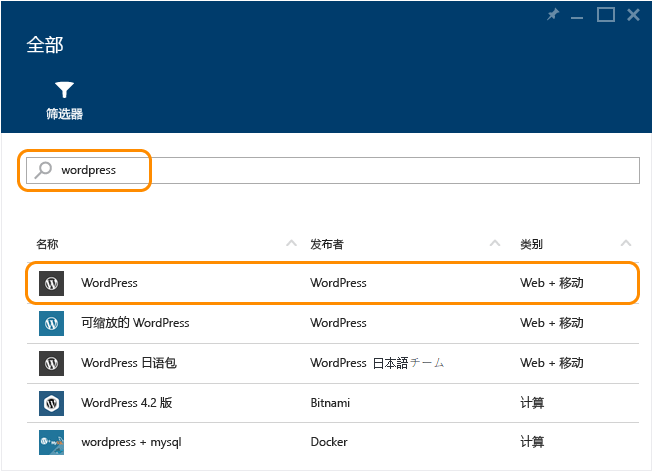 全部
筛选器
wordpress
名称 发布者 类别
WordPress WordPress Web + 移动
可缩放的 WordPress WordPress Web + 移动
WordPress 日语包 WordPress 日本語チーム Web + 移动
WordPress 4.2 版 Bitnami 计算
wordpress + mysql Docker 计算